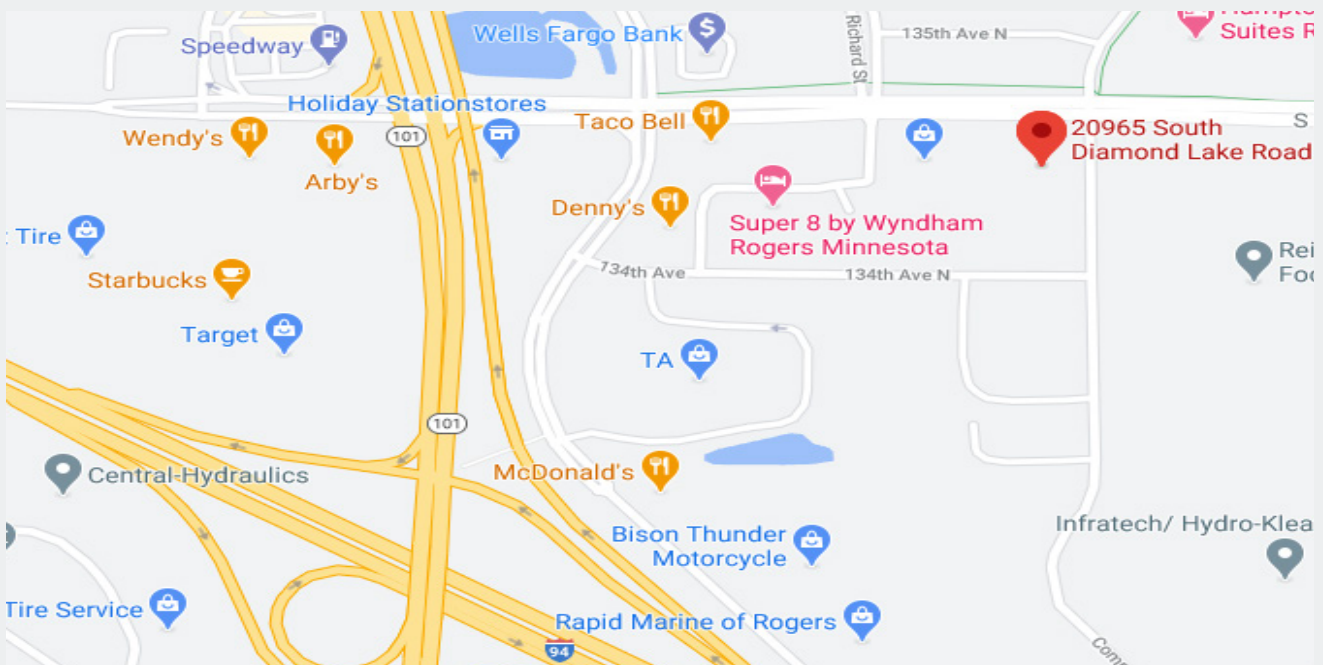 Speedway
Wells Fargo Bank
Richard St
135th Ave N
Suites
Holiday Stationstores
101
Taco Bell
S
Wendy's
Arby's
20965 South
Diamond Lake Road
Denny's
Super 8 by Wyndham
Rogers Minnesota
Tire
Starbucks
134th Ave
134th Ave N
Rei
Target
TA
101
Central-Hydraulics
McDonald's
Infratech/ Hydro-Klea
Bison Thunder
Motorcycle
Tire Service
Rapid Marine of Rogers
94